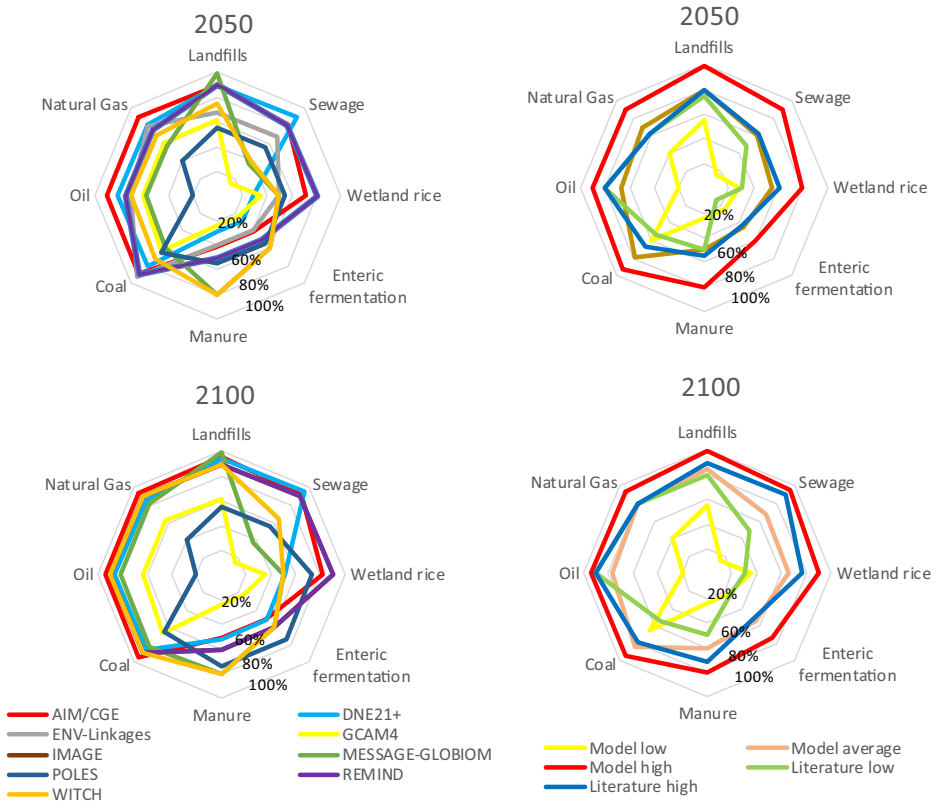 2050
Landfills
Sewage
Wetland rice
Enteric
fermentation
Manure
Coal
Oil
Natural Gas
20%
60%
80%
100%
2050
Landfills
Sewage
Wetland rice
Enteric
fermentation
Manure
Coal
Oil
Natural Gas
20%
60%
80%
100%
2100
Landfills
Sewage
Wetland rice
Enteric
fermentation
Manure
Coal
Oil
Natural Gas
20%
60%
80%
100%
AIM/CGE
DNE21+
ENV-Linkages
GCAM4
IMAGE
MESSAGE-GLOBIOM
POLES
REMIND
WITCH
2100
Landfills
Sewage
Wetland rice
Enteric
fermentation
Manure
Coal
Oil
Natural Gas
20%
60%
80%
100%
Model low
Model average
Model high
Literature low
Literature high